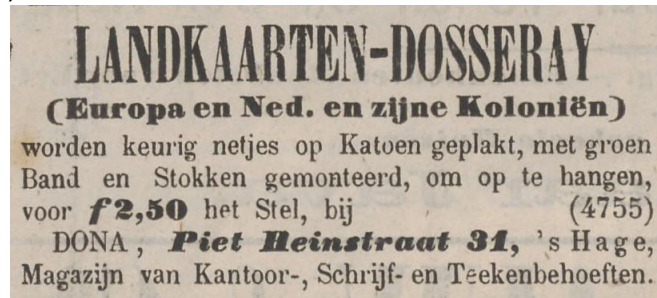 LANDKAARTEN-DOSSERAY
(Europa en Ned. en zijne Koloniën)
worden keurig netjes op Katoen geplakt, met groen
Band en Stokken gemonteerd, om op te hangen,
voor f2,50 het Stel, bij (4755)
DONA, Piet Heinstraat 31, 's Hage,
Magazijn van Kantoor-, Schrijf- en Teekenbehoeften.